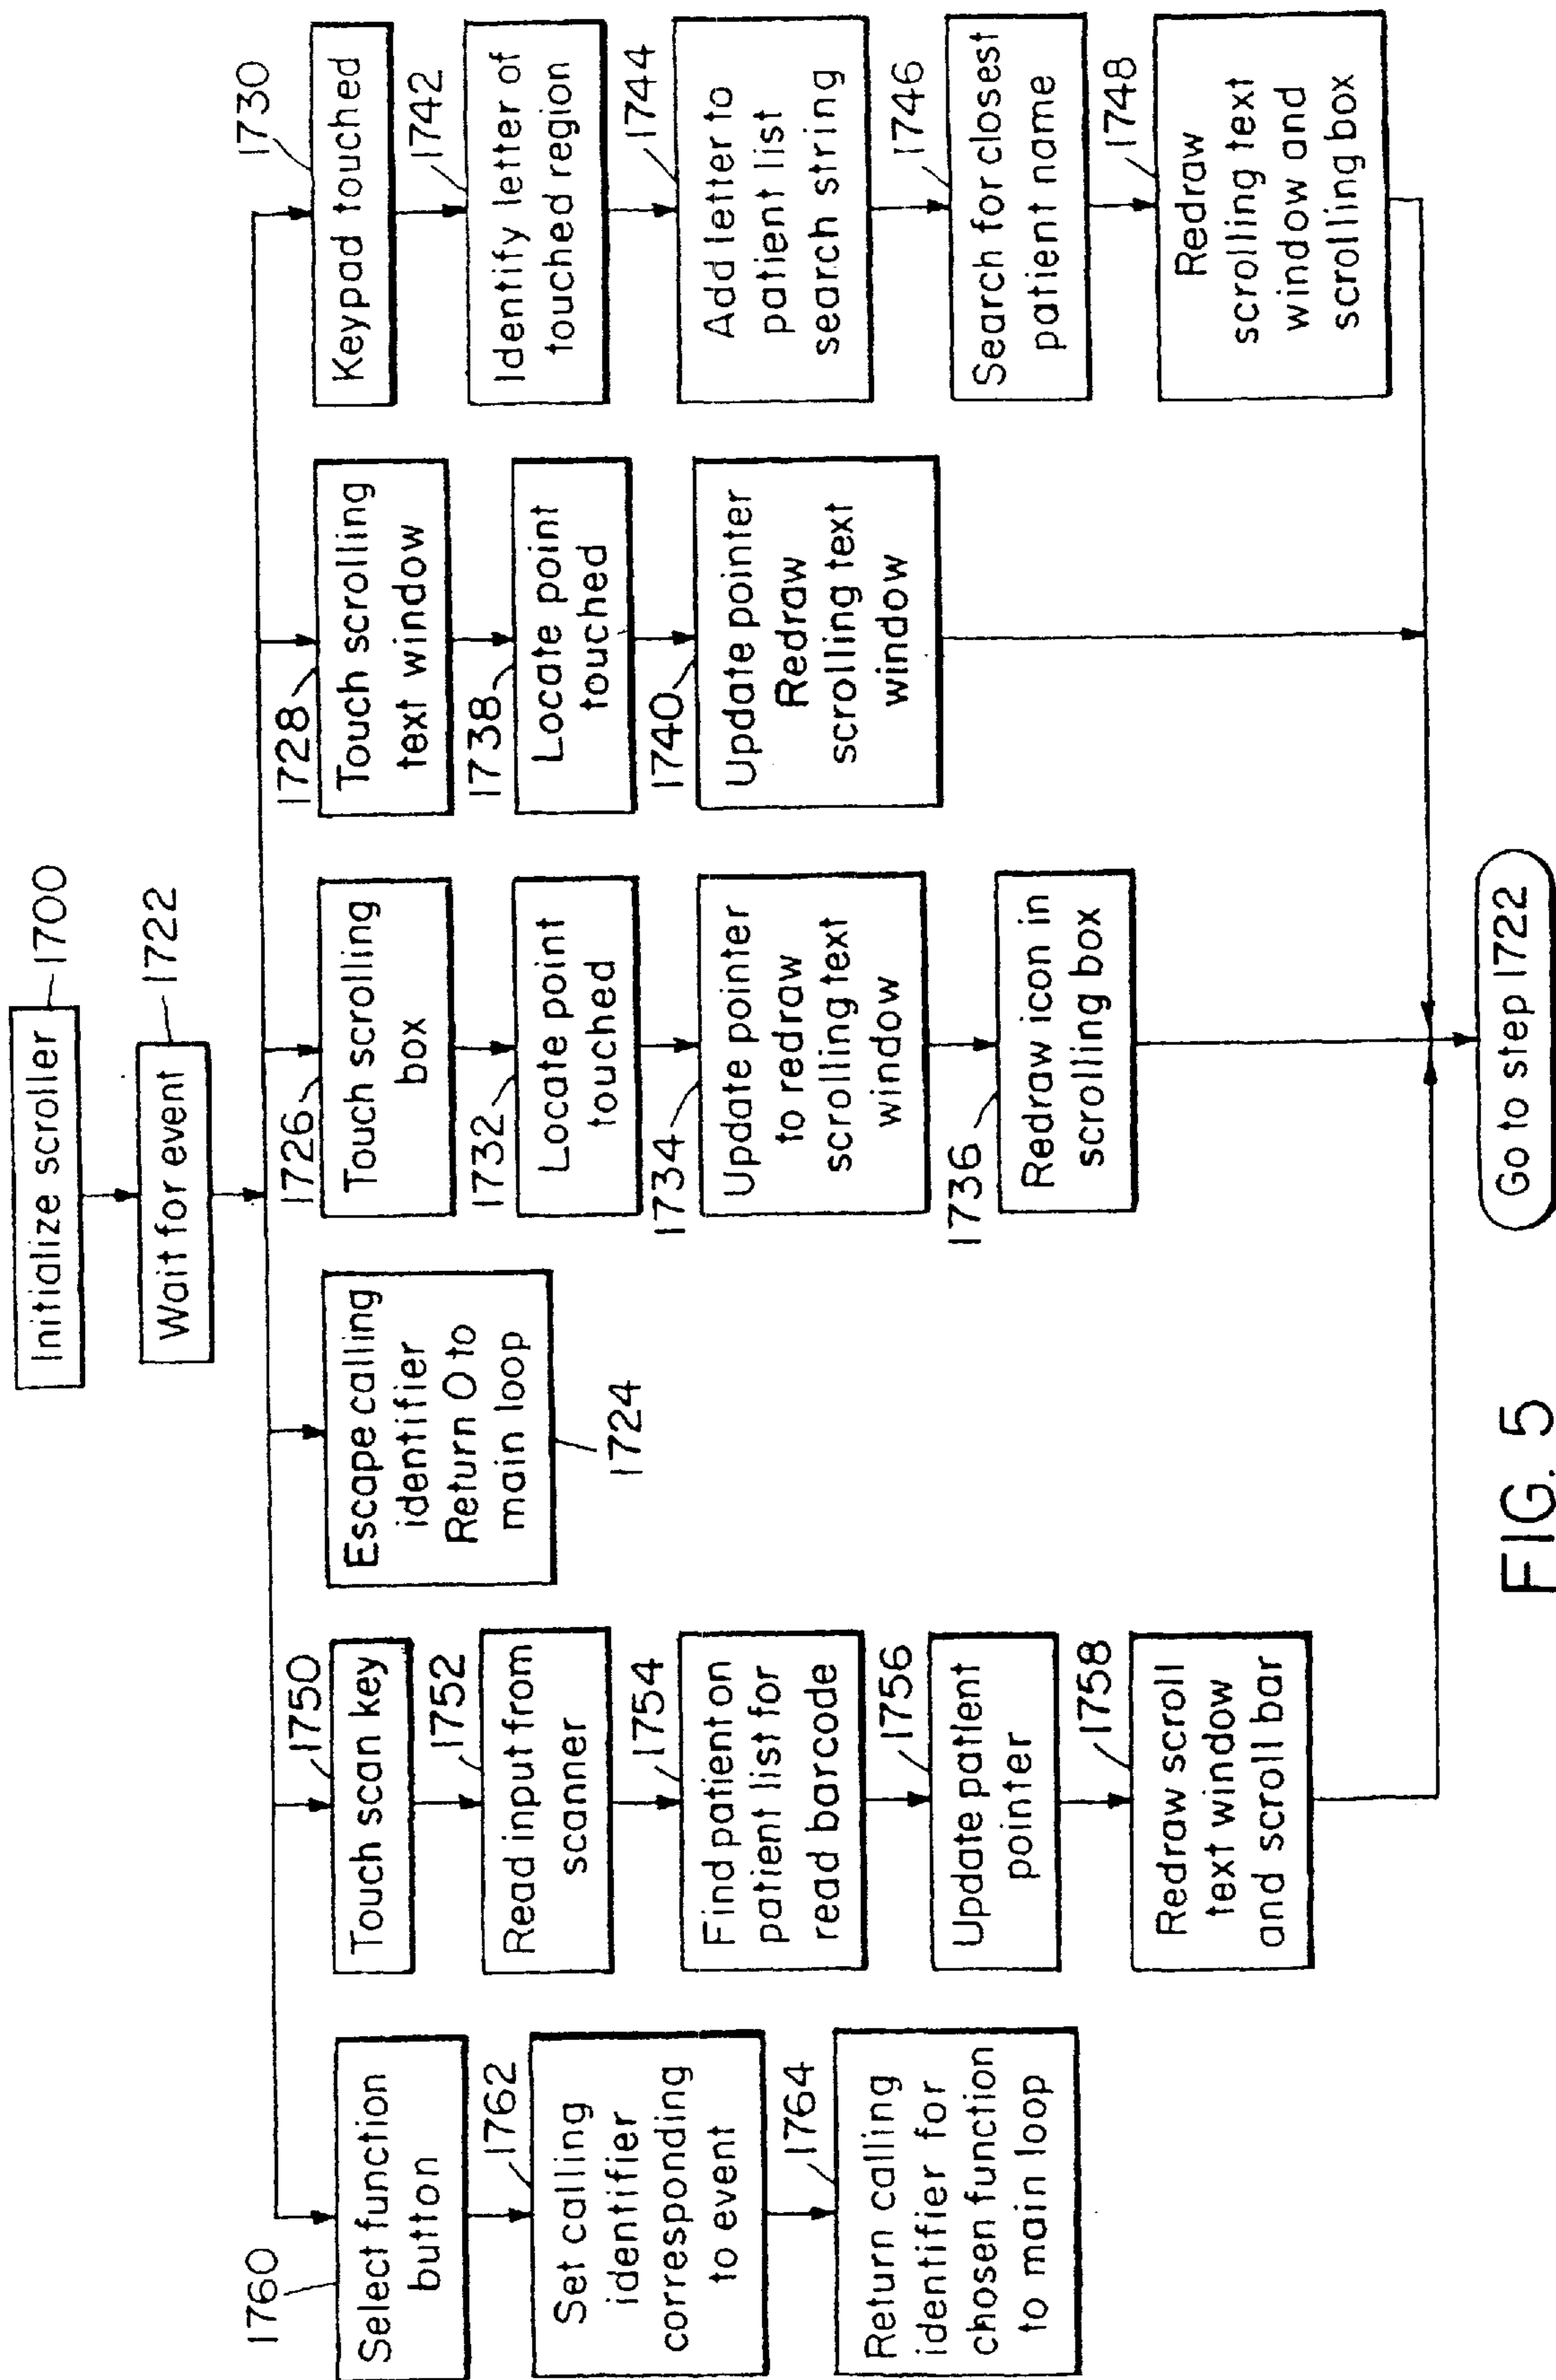 Initialize scroller
1700
Wait for event
1722
1760
Select function
button
1762
Set calling
identifier
corresponding
to event
1764
Return calling
identifier for
chosen function
to main loop
1750
Touch scan key
1752
Read input from
scanner
1754
Find patient on
patient list for
read barcode
1756
Update patient
pointer
1758
Redraw scroll
text window
and scroll bar
Escape calling
identifier
Return 0 to
main loop
1724
1726
Touch scrolling
box
1732
Locate point
touched
1734
Update pointer
to redraw
scrolling text
window
1736
Redraw icon in
scrolling box
1728
Touch scrolling
text window
1738
Locate point
touched
1740
Update pointer
Redraw
scrolling text
window
1730
Keypad touched
1742
Identify letter of
touched region
1744
Add letter to
patient list
search string
1746
Search for closest
patient name
1748
Redraw
scrolling text
window and
scrolling box
Go to step 1722
FIG. 5